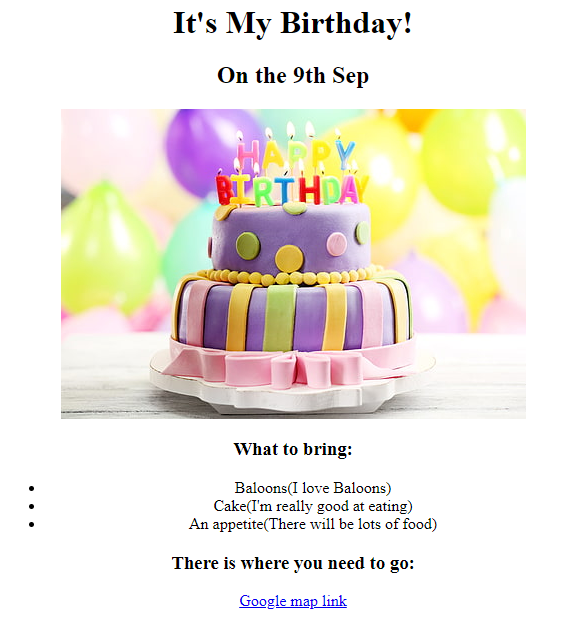 It's My Birthday!
On the 9th Sep
HAPPY
BIRTHDAY
What to bring:
Baloons(I love Baloons)
Cake(I'm really good at eating)
An appetite(There will be lots of food)
There is where you need to go:
Google map link